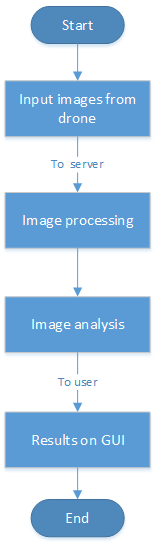 Start
Input images from
drone
To server
Image processing
Image analysis
To user
Results on GUI
End